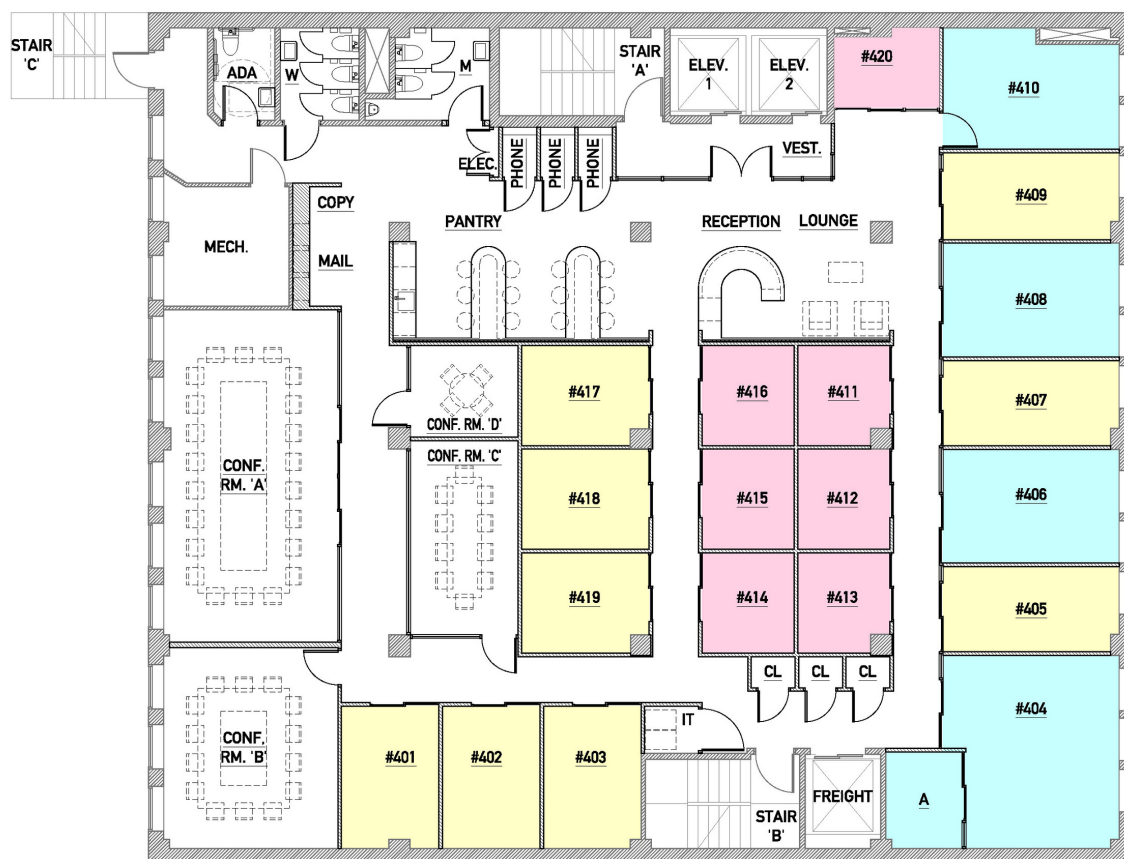 STAIR
'C'
ADA
W
M
STAIR
'A'
ELEV.
1
ELEV.
2
#420
#410
ELEC.
PHONE
PHONE
PHONE
VEST.
COPY
MAIL
MECH.
PANTRY
RECEPTION
LOUNGE
#409
#408
#407
#406
#405
#404
CONF. RM. 'D'
CONF. RM. 'C'
#417
#416
#411
#418
#415
#412
#419
#414
#413
CONF.
RM. 'A'
CL
CL
CL
CONF.
RM. 'B'
#401
#402
#403
IT
STAIR
'B'
FREIGHT
A